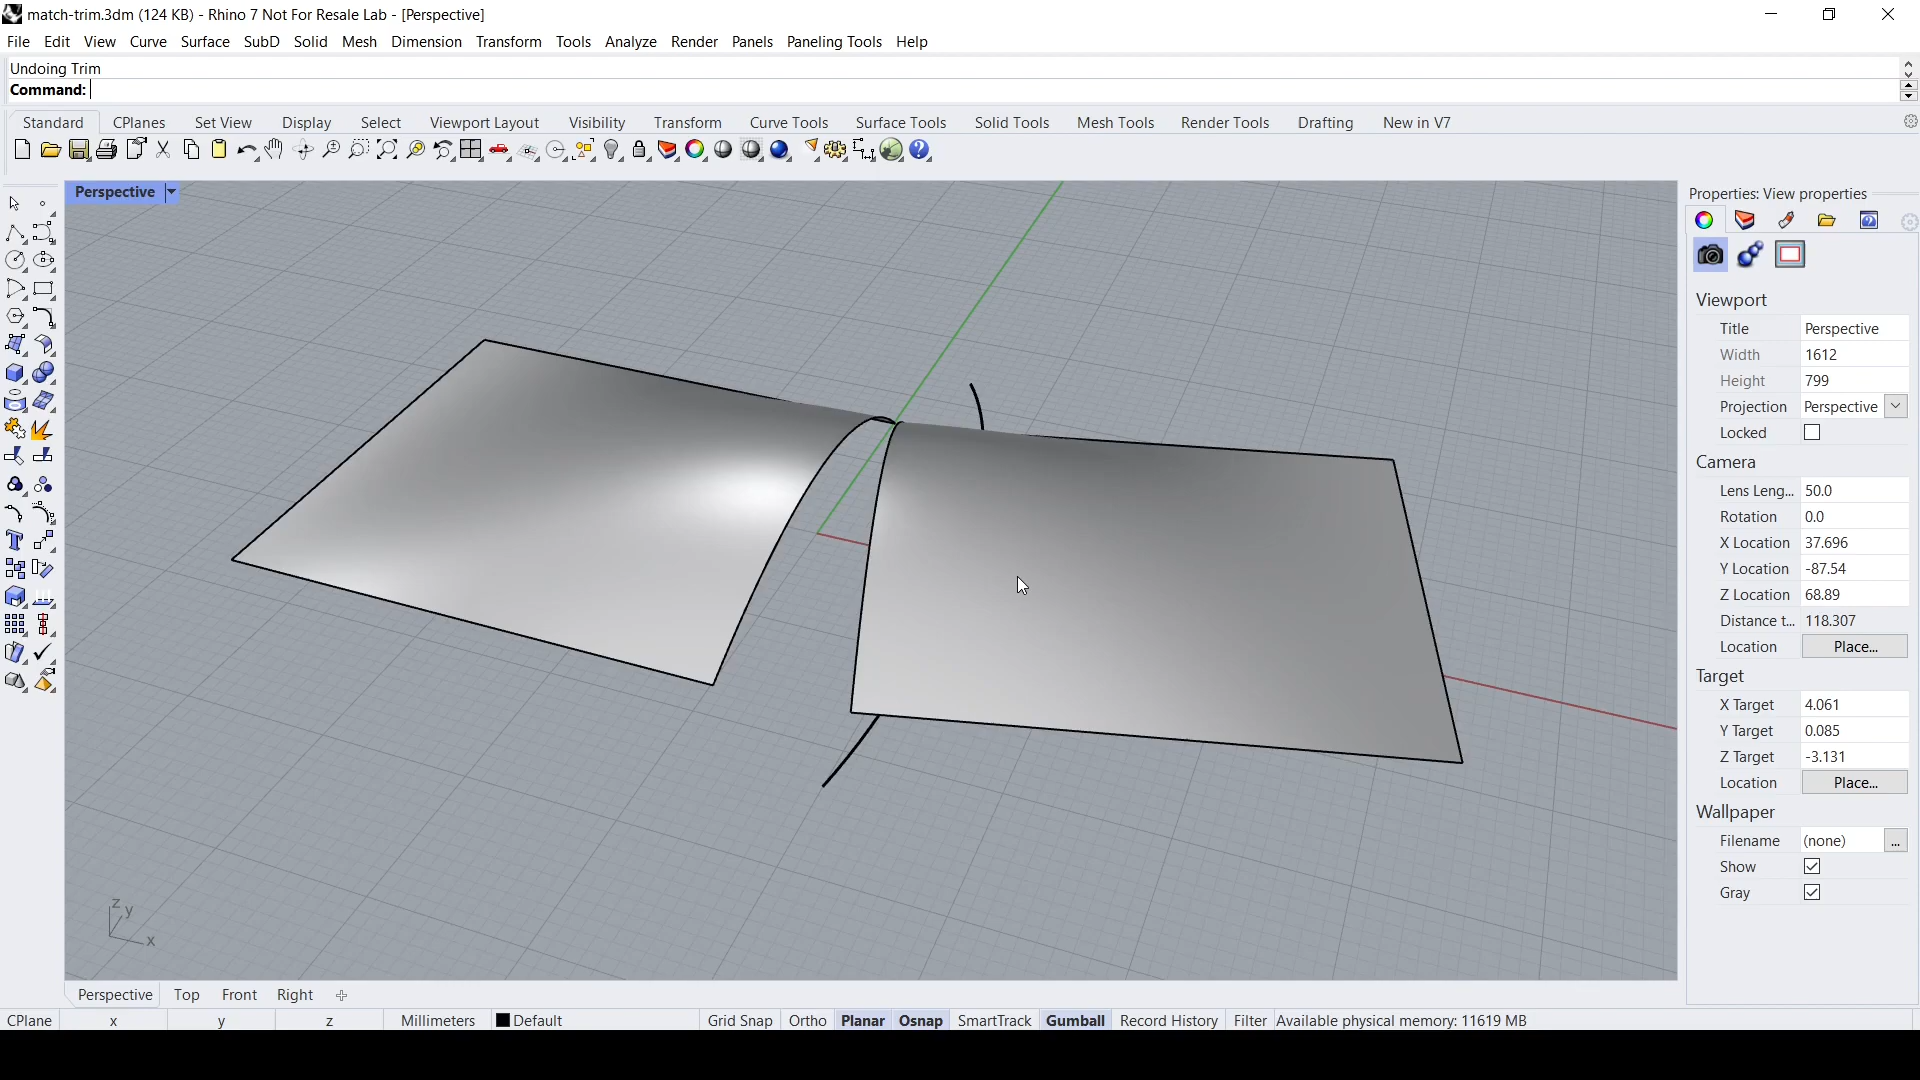 match-trim.3dm (124 KB) - Rhino 7 Not For Resale Lab - [Perspective]
File Edit View Curve Surface SubD Solid Mesh Dimension Transform Tools Analyze Render Panels Paneling Tools Help
Undoing Trim
Command:
Standard CPlanes Set View Display Select Viewport Layout Visibility Transform Curve Tools Surface Tools Solid Tools Mesh Tools Render Tools Drafting New in V7
Perspective
Properties: View properties
Viewport
Title Perspective
Width 1612
Height 799
Projection Perspective
Locked
Camera
Lens Leng... 50.0
Rotation 0.0
X Location 37.696
Y Location -87.54
Z Location 68.89
Distance t... 118.307
Location Place...
Target
X Target 4.061
Y Target 0.085
Z Target -3.131
Location Place...
Wallpaper
Filename (none) ...
Show
Gray
z
y
x
Perspective Top Front Right
CPlane x y z Millimeters Default Grid Snap Ortho Planar Osnap SmartTrack Gumball Record History Filter Available physical memory: 11619 MB